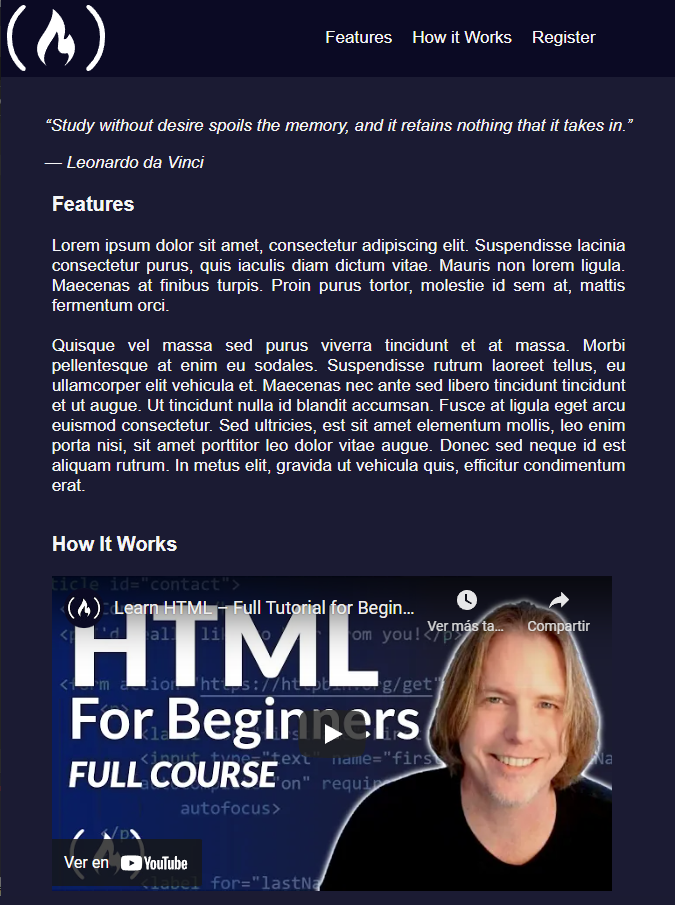 Features How it Works Register
“Study without desire spoils the memory, and it retains nothing that it takes in.”
— Leonardo da Vinci
Features
Lorem ipsum dolor sit amet, consectetur adipiscing elit. Suspendisse lacinia
consectetur purus, quis iaculis diam dictum vitae. Mauris non lorem ligula.
Maecenas at finibus turpis. Proin purus tortor, molestie id sem at, mattis
fermentum orci.
Quisque vel massa sed purus viverra tincidunt et at massa. Morbi
pellentesque at enim eu sodales. Suspendisse rutrum laoreet tellus, eu
ullamcorper elit vehicula et. Maecenas nec ante sed libero tincidunt tincidunt
et ut augue. Ut tincidunt nulla id blandit accumsan. Fusce at ligula eget arcu
euismod consectetur. Sed ultricies, est sit amet elementum mollis, leo enim
porta nisi, sit amet porttitor leo dolor vitae augue. Donec sed neque id est
aliquam rutrum. In metus elit, gravida ut vehicula quis, efficitur condimentum
erat.
How It Works
ticle id="contact">
Learn HTML – Full Tutorial for Begin...
Ver más ta... Compartir
HTML
from you!</p>
action "https://httpbin.org/get"
For Beginners
<input type="text" name="first
FULL COURSE
"on" requir
autofocus>
</p>
Ver en YouTube
<label for="lastNa